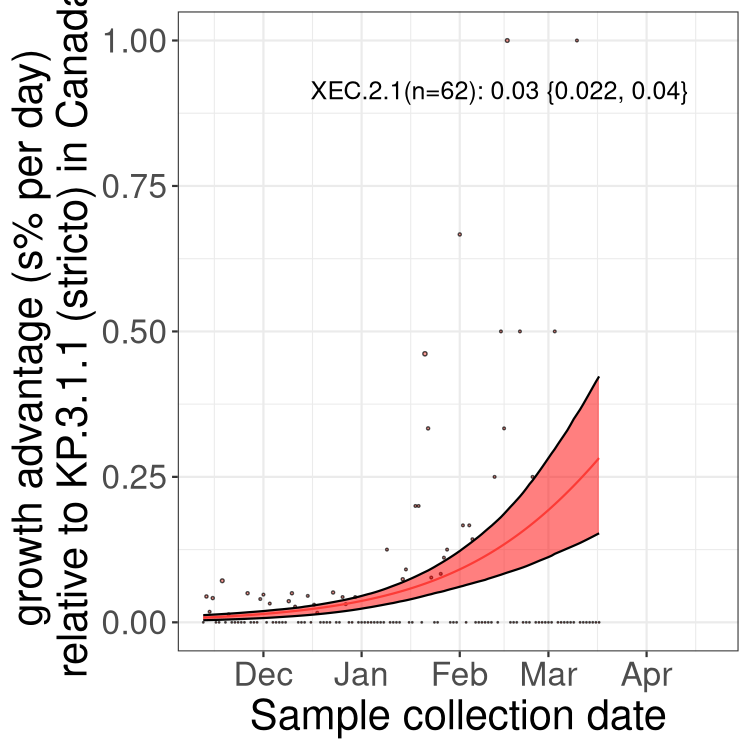 growth advantage (s% per day)
relative to KP.3.1.1 (stricto) in Canada
1.00
0.75
0.50
0.25
0.00
XEC.2.1(n=62): 0.03 {0.022, 0.04}
Dec Jan Feb Mar Apr
Sample collection date